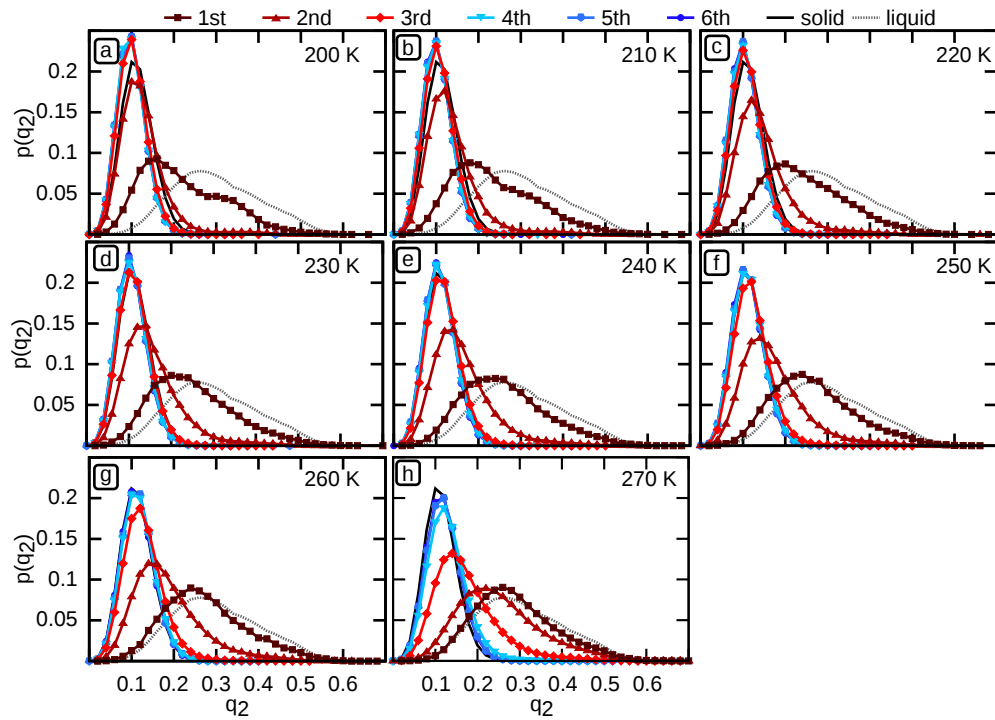 1st 2nd 3rd 4th 5th 6th solid liquid
a 200 K b 210 K c 220 K
0.2
0.15
0.1
0.05
p(q2)
d 230 K e 240 K f 250 K
0.2
0.15
0.1
0.05
p(q2)
g 260 K h 270 K
0.2
0.15
0.1
0.05
p(q2)
0.1 0.2 0.3 0.4 0.5 0.6 0.1 0.2 0.3 0.4 0.5 0.6
q2 q2